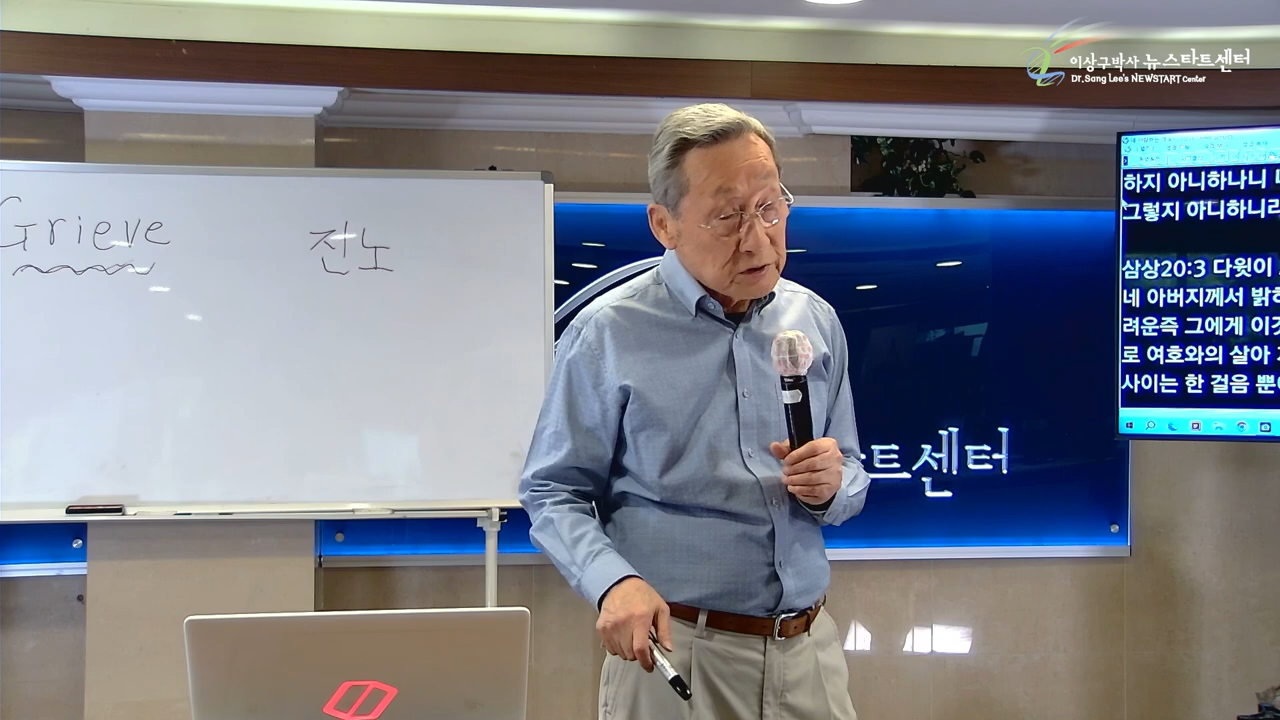 이상구박사 뉴스타트센터
Dr. Sang Lee's NEWSTART Center
Grieve
진노
하지 아니하나니
그렇지 아니하니라
삼상20:3 다윗이
네 아버지께서 밝히
려운즉 그에게 이것
로 여호와의 살아
사이는 한 걸음 뿐이
트센터